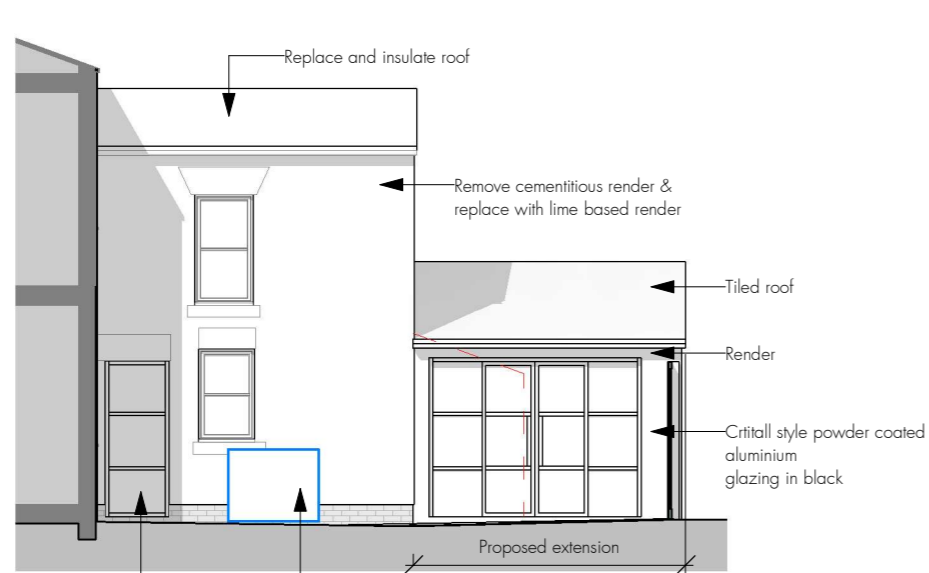 Replace and insulate roof
Remove cementitious render &
replace with lime based render
Tiled roof
Render
Crtitall style powder coated
aluminium
glazing in black
Proposed extension